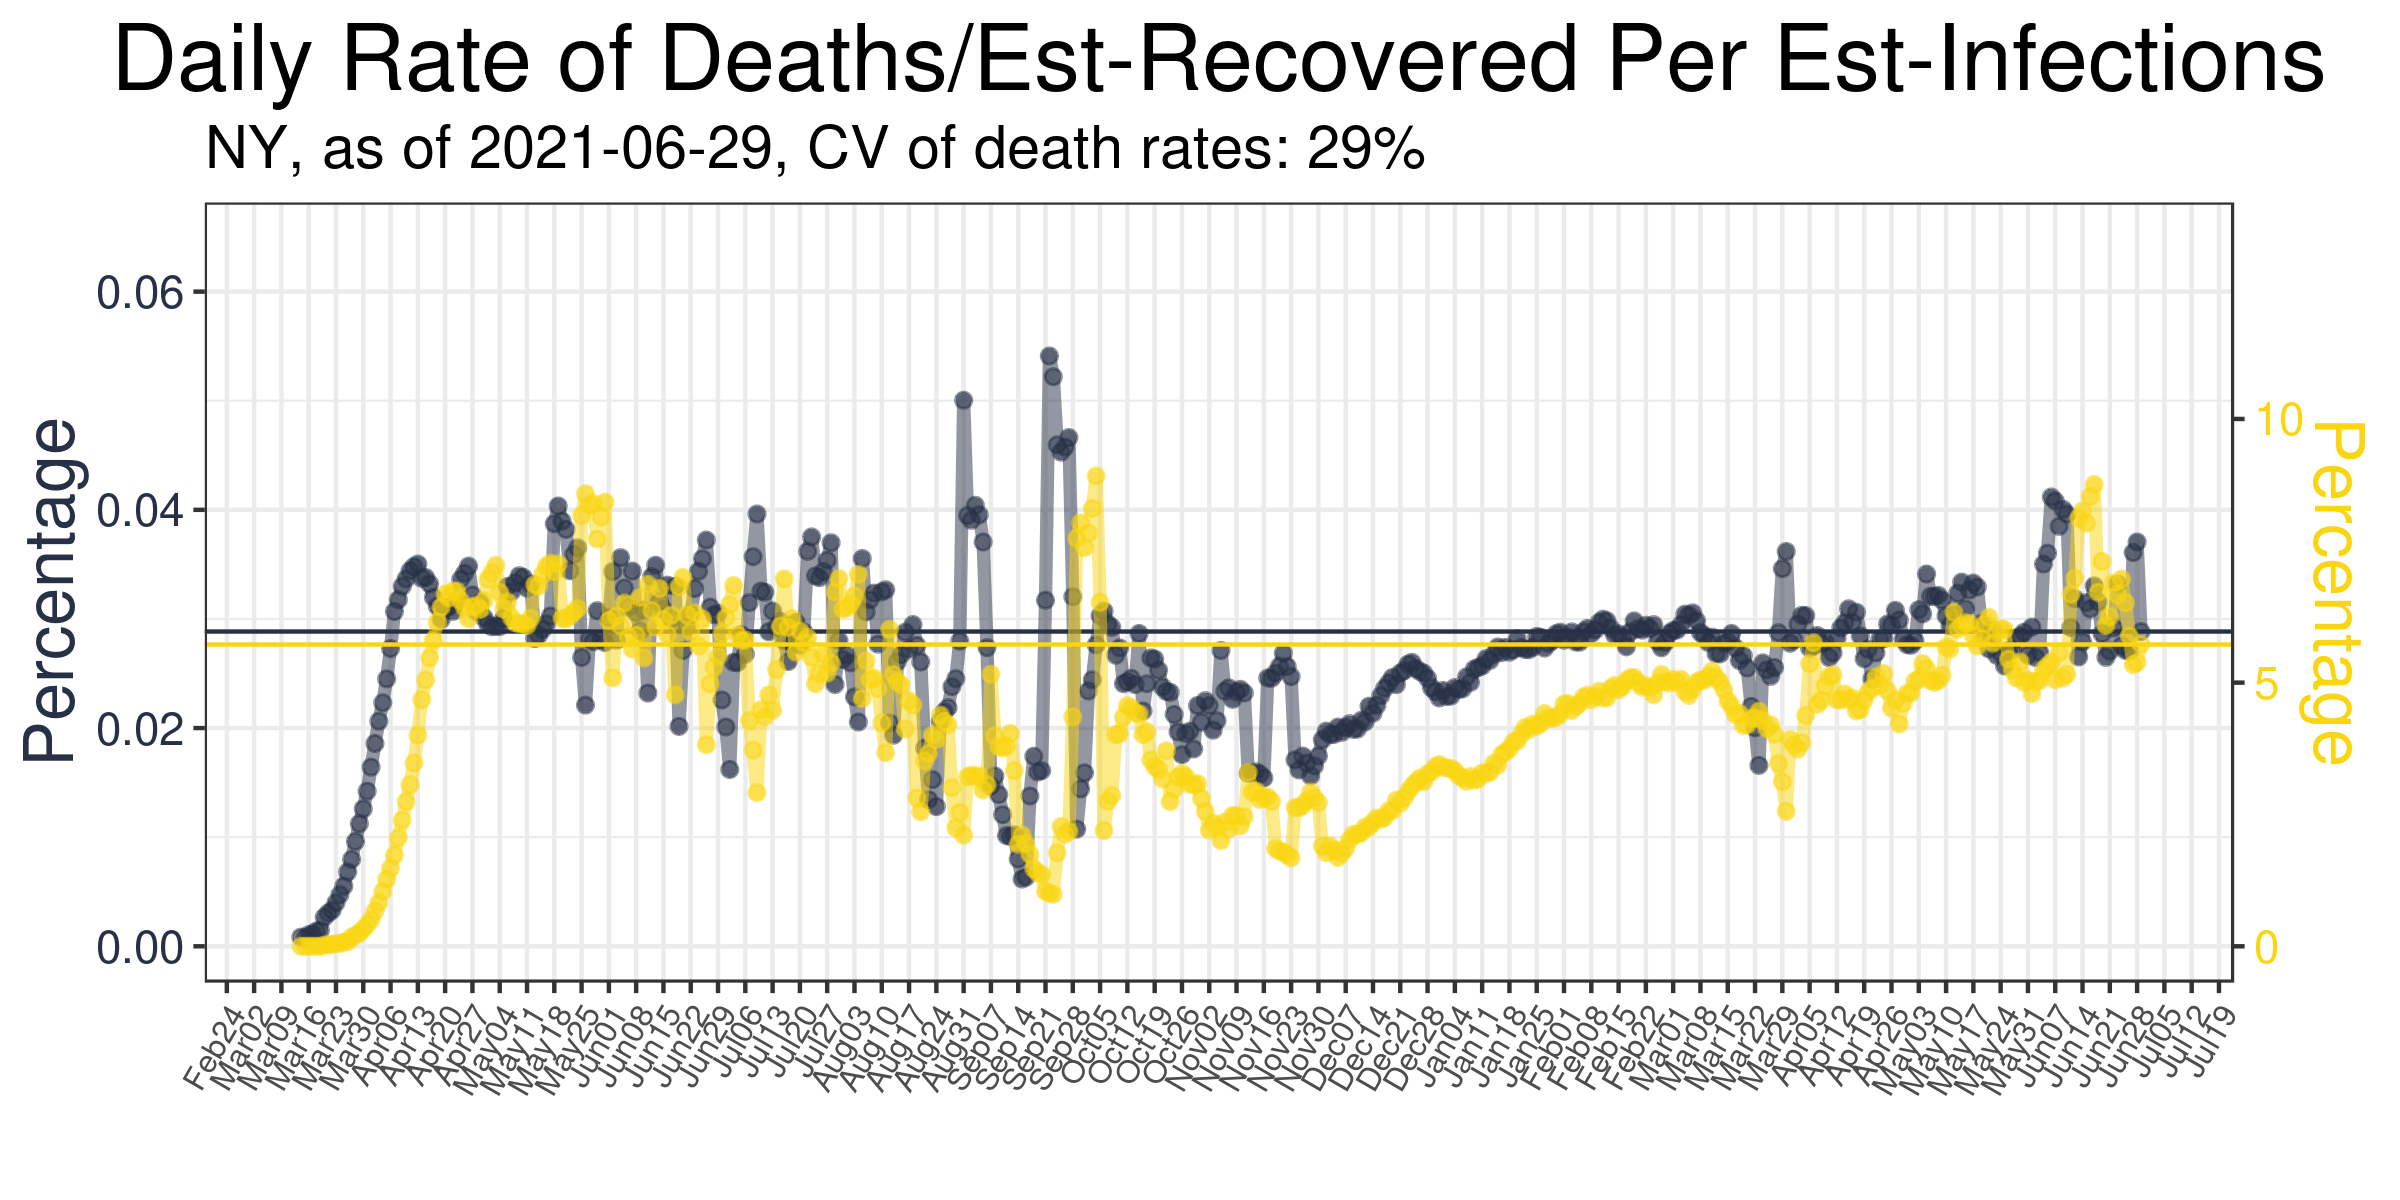 Daily Rate of Deaths/Est-Recovered Per Est-Infections
NY, as of 2021-06-29, CV of death rates: 29%
Percentage
0.06
0.04
0.02
0.00
10
5
0
Percentage
Feb24
Mar02
Mar09
Mar16
Mar23
Mar30
Apr06
Apr13
Apr20
Apr27
May04
May11
May18
May25
Jun01
Jun08
Jun15
Jun22
Jun29
Jul06
Jul13
Jul20
Jul27
Aug03
Aug10
Aug17
Aug24
Aug31
Sep07
Sep14
Sep21
Sep28
Oct05
Oct12
Oct19
Oct26
Nov02
Nov09
Nov16
Nov23
Nov30
Dec07
Dec14
Dec21
Dec28
Jan04
Jan11
Jan18
Jan25
Feb01
Feb08
Feb15
Feb22
Mar01
Mar08
Mar15
Mar22
Mar29
Apr05
Apr12
Apr19
Apr26
May03
May10
May17
May24
May31
Jun07
Jun14
Jun21
Jun28
Jul05
Jul12
Jul19